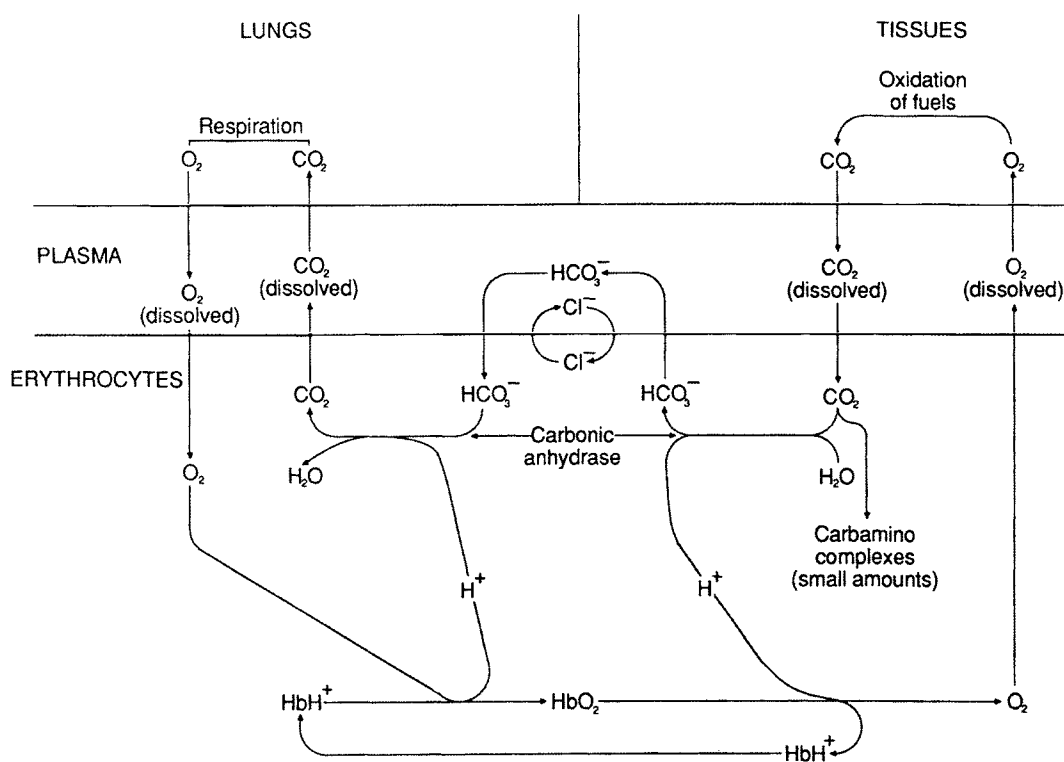 LUNGS
TISSUES
Oxidation
of fuels
Respiration
O₂
CO₂
CO₂
O₂
PLASMA
O₂
(dissolved)
CO₂
(dissolved)
HCO₃⁻
Cl⁻
Cl⁻
CO₂
(dissolved)
O₂
(dissolved)
ERYTHROCYTES
CO₂
HCO₃⁻
HCO₃⁻
CO₂
Carbonic
anhydrase
O₂
H₂O
H₂O
Carbamino
complexes
(small amounts)
H⁺
H⁺
HbH⁺
HbO₂
O₂
HbH⁺